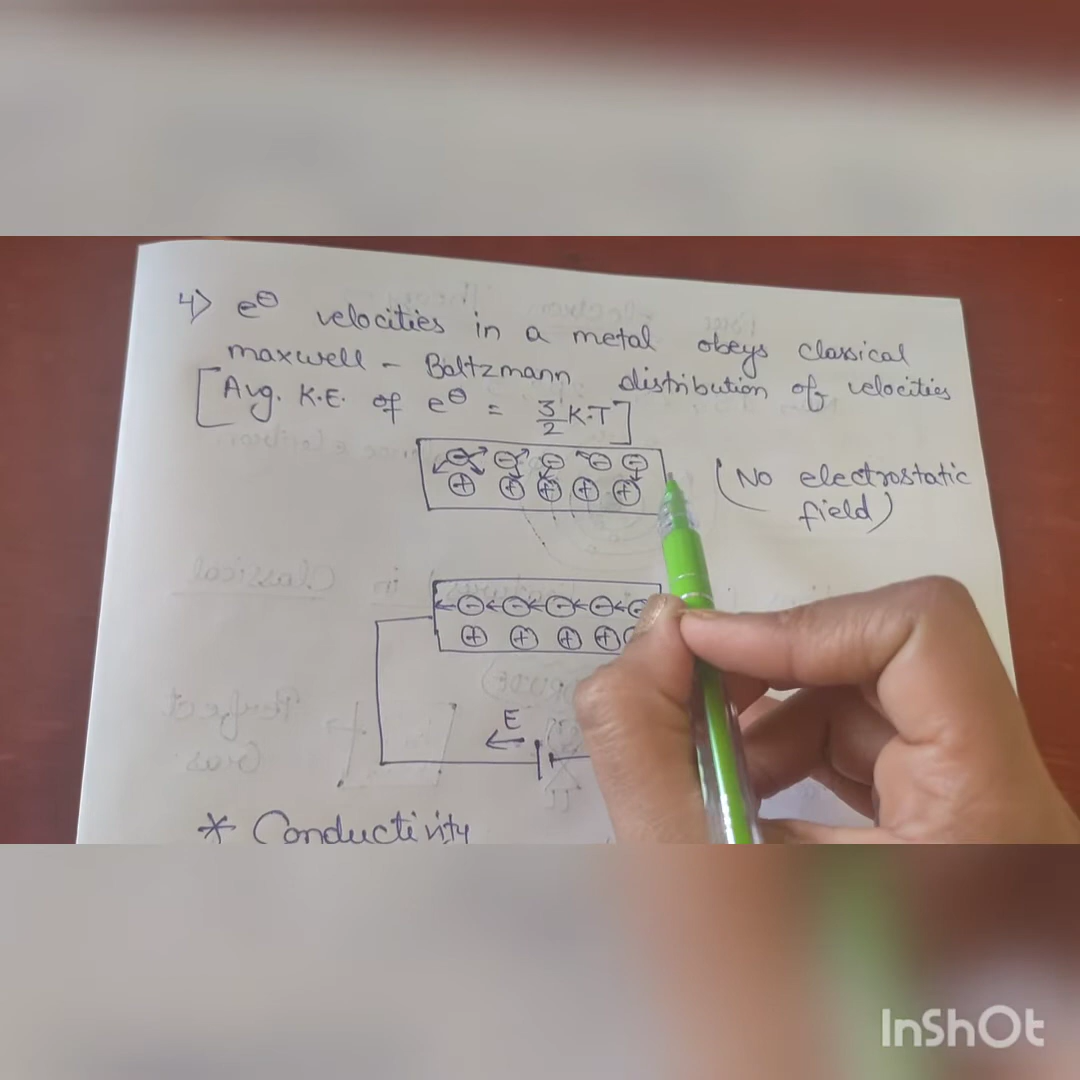 4) e⊖ velocities in a metal obeys classical
maxwell - Boltzmann distribution of velocities
[Avg. K.E. of e⊖ = 3/2 K.T]
(No electrostatic
field)
E
* Conductivity
InShOt